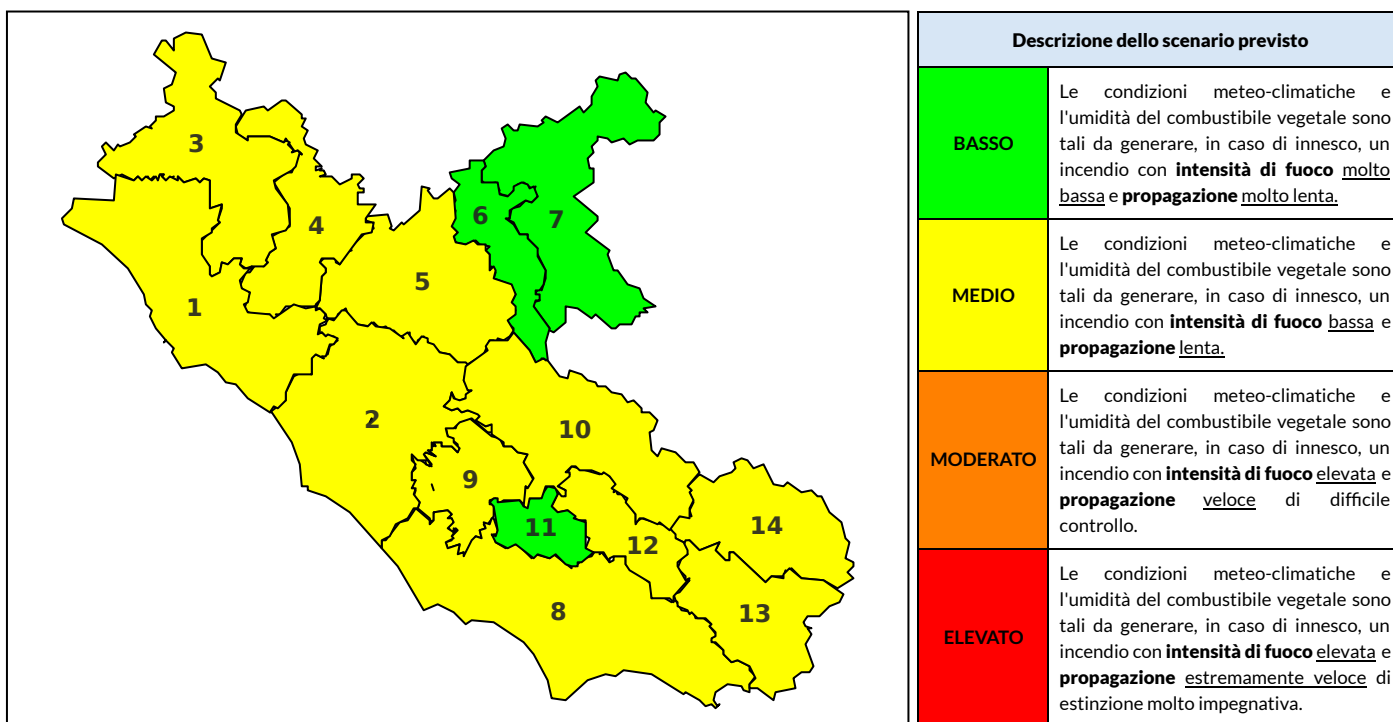 3
4
6
7
5
1
2
10
9
11
12
14
8
13
Descrizione dello scenario previsto
BASSO
Le condizioni meteo-climatiche e
l'umidità del combustibile vegetale sono
tali da generare, in caso di innesco, un
incendio con intensità di fuoco molto
bassa e propagazione molto lenta.
MEDIO
Le condizioni meteo-climatiche e
l'umidità del combustibile vegetale sono
tali da generare, in caso di innesco, un
incendio con intensità di fuoco bassa e
propagazione lenta.
MODERATO
Le condizioni meteo-climatiche e
l'umidità del combustibile vegetale sono
tali da generare, in caso di innesco, un
incendio con intensità di fuoco elevata e
propagazione veloce di difficile
controllo.
ELEVATO
Le condizioni meteo-climatiche e
l'umidità del combustibile vegetale sono
tali da generare, in caso di innesco, un
incendio con intensità di fuoco elevata e
propagazione estremamente veloce di
estinzione molto impegnativa.